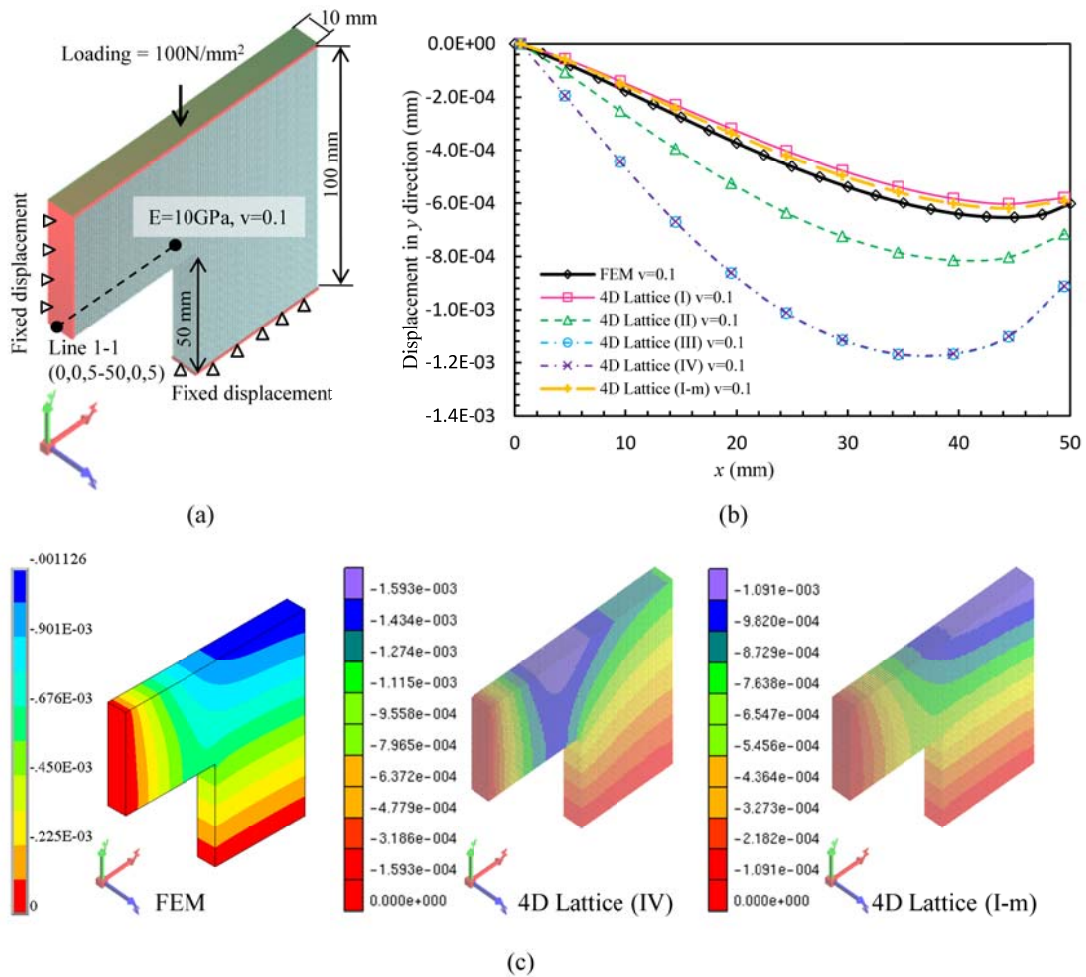 (a)
10 mm
Loading = 100N/mm²
100 mm
E=10GPa, v=0.1
Fixed displacement
50 mm
Line 1-1
(0,0,5-50,0,5)
Fixed displacement
(a)
0.0E+00
-2.0E-04
-4.0E-04
-6.0E-04
-8.0E-04
-1.0E-03
-1.2E-03
-1.4E-03
Displacement in y direction (mm)
FEM v=0.1
4D Lattice (I) v=0.1
4D Lattice (II) v=0.1
4D Lattice (III) v=0.1
4D Lattice (IV) v=0.1
4D Lattice (I-m) v=0.1
0 10 20 30 40 50
x (mm)
(b)
-.001126
-.901E-03
-.676E-03
-.450E-03
-.225E-03
0
FEM
-1.593e-003
-1.434e-003
-1.274e-003
-1.115e-003
-9.558e-004
-7.965e-004
-6.372e-004
-4.779e-004
-3.186e-004
-1.593e-004
0.000e+000
4D Lattice (IV)
-1.091e-003
-9.820e-004
-8.729e-004
-7.638e-004
-6.547e-004
-5.456e-004
-4.364e-004
-3.273e-004
-2.182e-004
-1.091e-004
0.000e+000
4D Lattice (I-m)
(c)